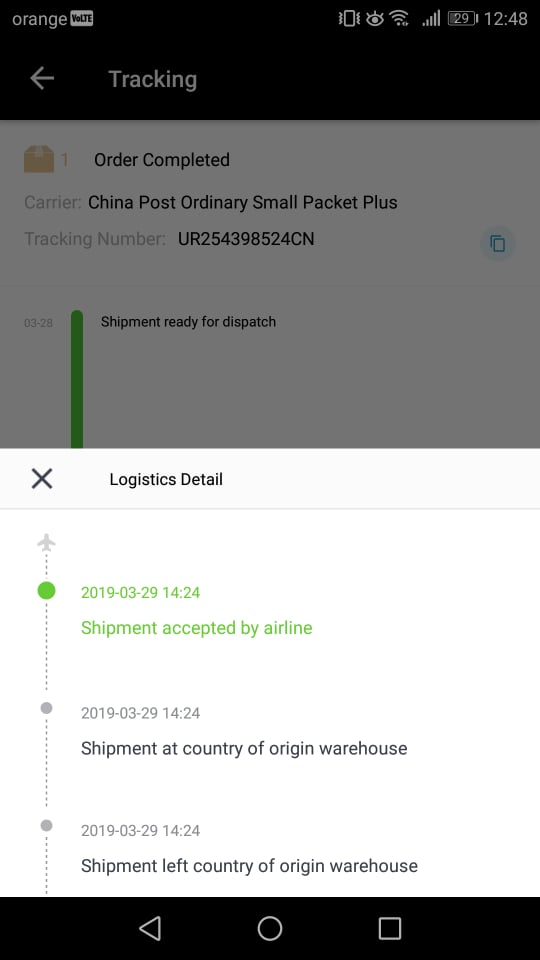 orange VoLTE 29 12:48
Tracking
1 Order Completed
Carrier: China Post Ordinary Small Packet Plus
Tracking Number: UR254398524CN
03-28 Shipment ready for dispatch
Logistics Detail
2019-03-29 14:24
Shipment accepted by airline
2019-03-29 14:24
Shipment at country of origin warehouse
2019-03-29 14:24
Shipment left country of origin warehouse